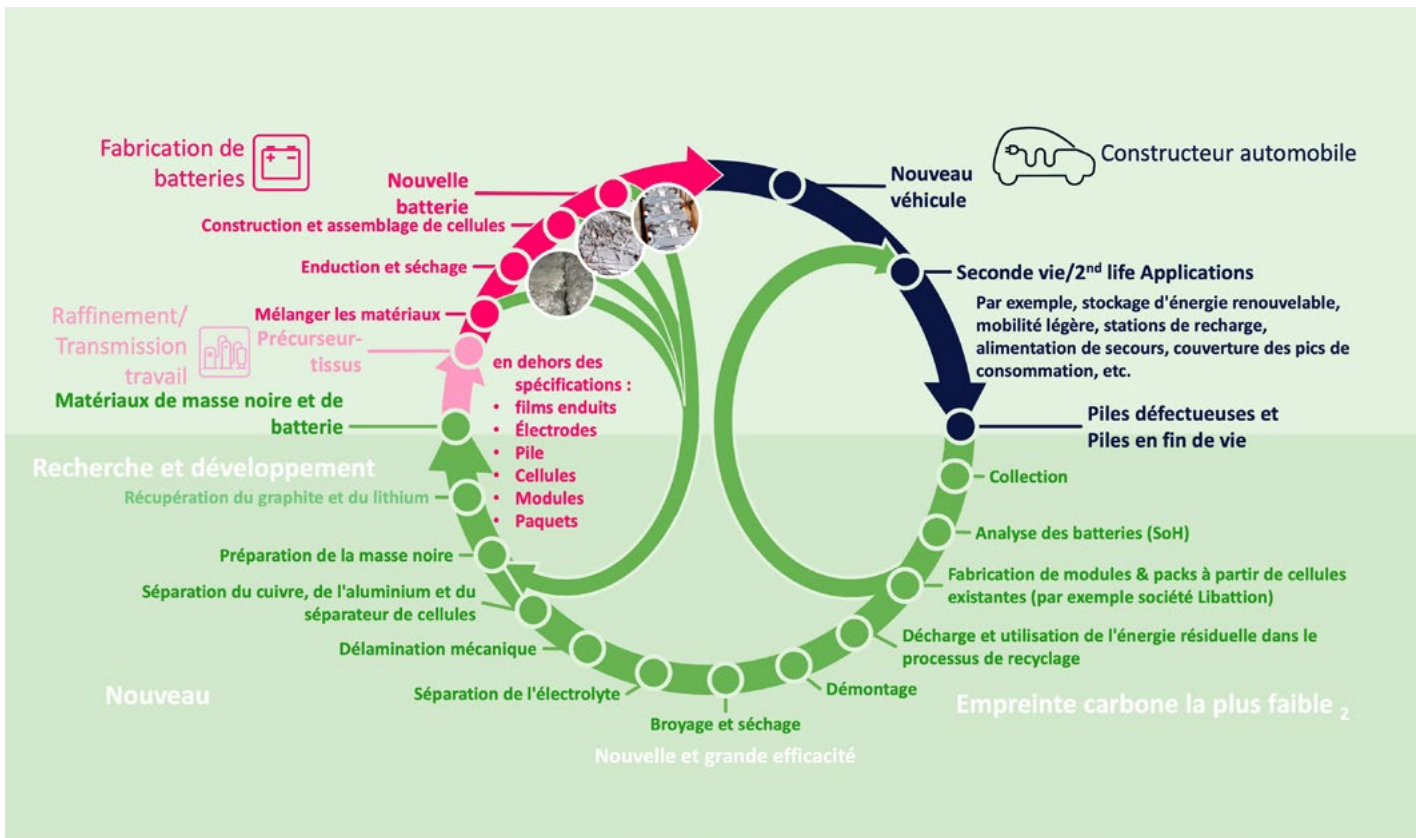 Fabrication de
batteries
Nouvelle
batterie
Construction et assemblage de cellules
Enduction et séchage
Mélanger les matériaux
Raffinement/
Transmission
travail
Précurseur-
tissus
Matériaux de masse noire et de
batterie
en dehors des
spécifications :
• films enduits
• Électrodes
• Pile
• Cellules
• Modules
• Paquets
Constructeur automobile
Nouveau
véhicule
Seconde vie/2nd life Applications
Par exemple, stockage d'énergie renouvelable,
mobilité légère, stations de recharge,
alimentation de secours, couverture des pics de
consommation, etc.
Piles défectueuses et
Piles en fin de vie
Collection
Analyse des batteries (SoH)
Fabrication de modules & packs à partir de cellules
existantes (par exemple société Libattion)
Décharge et utilisation de l'énergie résiduelle dans le
processus de recyclage
Démontage
Broyage et séchage
Séparation de l'électrolyte
Délamination mécanique
Séparation du cuivre, de l'aluminium et du
séparateur de cellules
Préparation de la masse noire
Récupération du graphite et du lithium
Recherche et développement
Nouveau
Nouvelle et grande efficacité
Empreinte carbone la plus faible 2